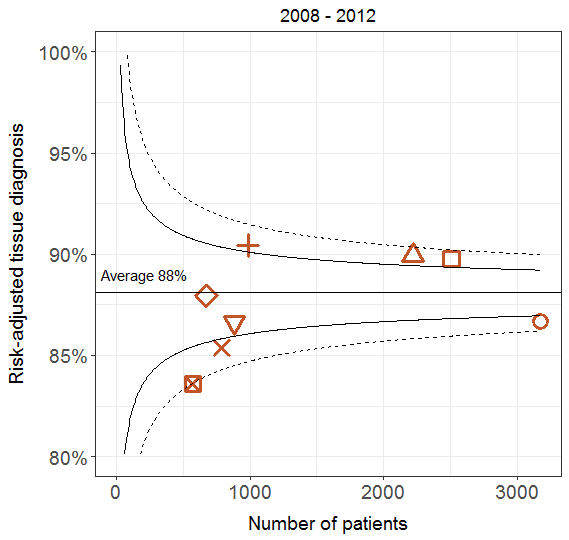 2008 - 2012
Risk-adjusted tissue diagnosis
100%
95%
90%
85%
80%
Average 88%
0
1000
2000
3000
Number of patients